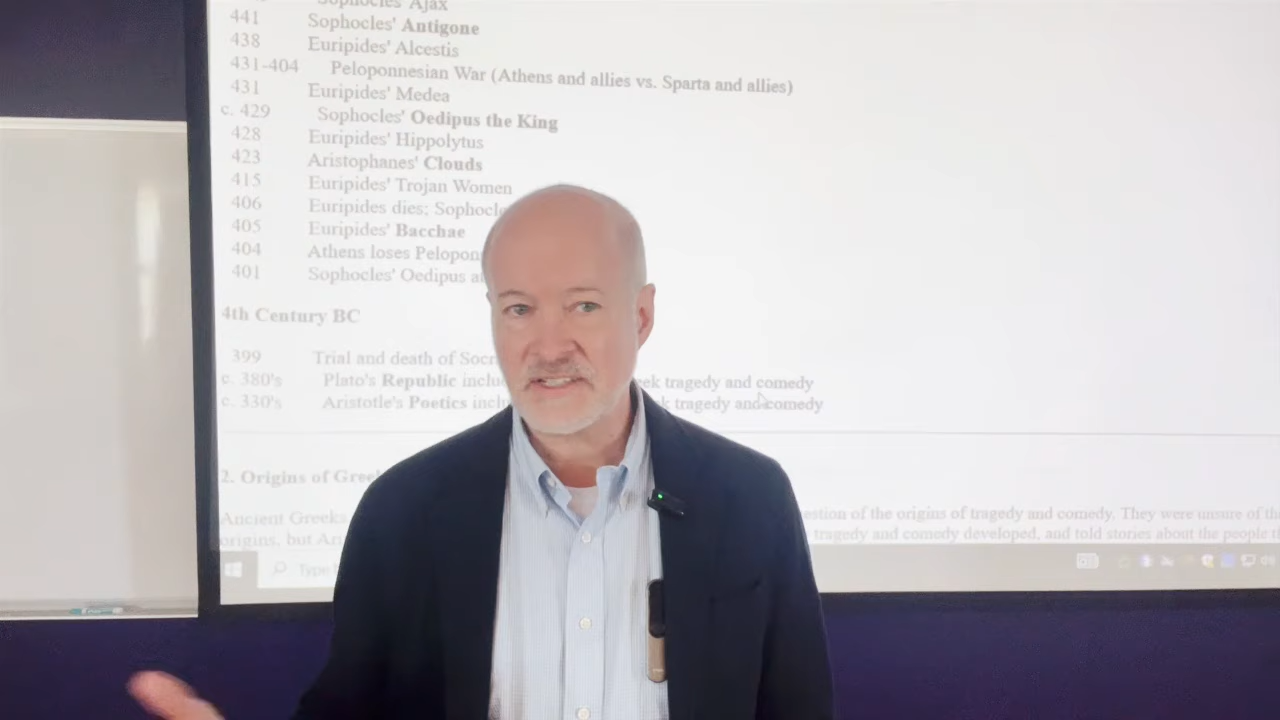 Sophocles' Ajax
441 Sophocles' Antigone
438 Euripides' Alcestis
431-404 Peloponnesian War (Athens and allies vs. Sparta and allies)
431 Euripides' Medea
c. 429 Sophocles' Oedipus the King
428 Euripides' Hippolytus
423 Aristophanes' Clouds
415 Euripides' Trojan Women
406 Euripides dies; Sophocle
405 Euripides' Bacchae
404 Athens loses Pelopon
401 Sophocles' Oedipus a
4th Century BC
399 Trial and death of Socr
c. 380's Plato's Republic inclu eek tragedy and comedy
c. 330's Aristotle's Poetics inclu k tragedy and comedy
2. Origins of Greek
Ancient Greeks estion of the origins of tragedy and comedy. They were unsure of the
origins, but Ari tragedy and comedy developed, and told stories about the people th
Type